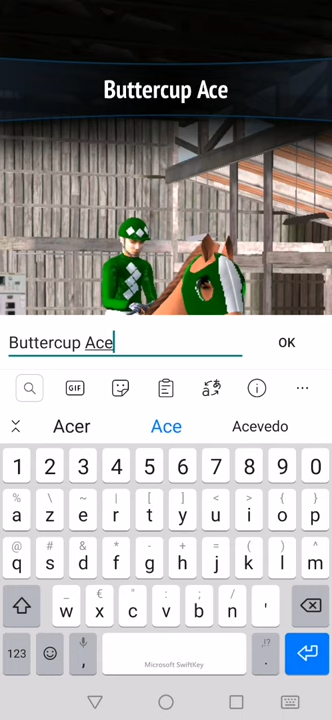 Buttercup Ace
Buttercup Ace
OK
GIF
Acer Ace Acevedo
1 2 3 4 5 6 7 8 9 0
% \ ~ | [ ] < > { }
a z e r t y u i o p
@ # & * - + = ( ) ^
q s d f g h j k l m
_ € " : ; / !
w x c v b n '
123 , Microsoft SwiftKey ,!? .